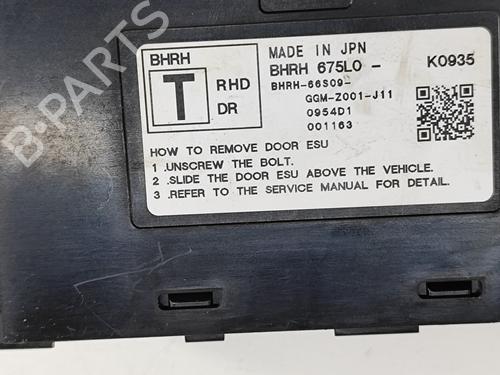 BHRH
T
RHD
DR
MADE IN JPN
BHRH 675L0 -
K0935
BHRH-66S09-
GGM-Z001-J11
0954D1
001163
HOW TO REMOVE DOOR ESU
1 .UNSCREW THE BOLT.
2 .SLIDE THE DOOR ESU ABOVE THE VEHICLE.
3 .REFER TO THE SERVICE MANUAL FOR DETAIL.
B-PARTS